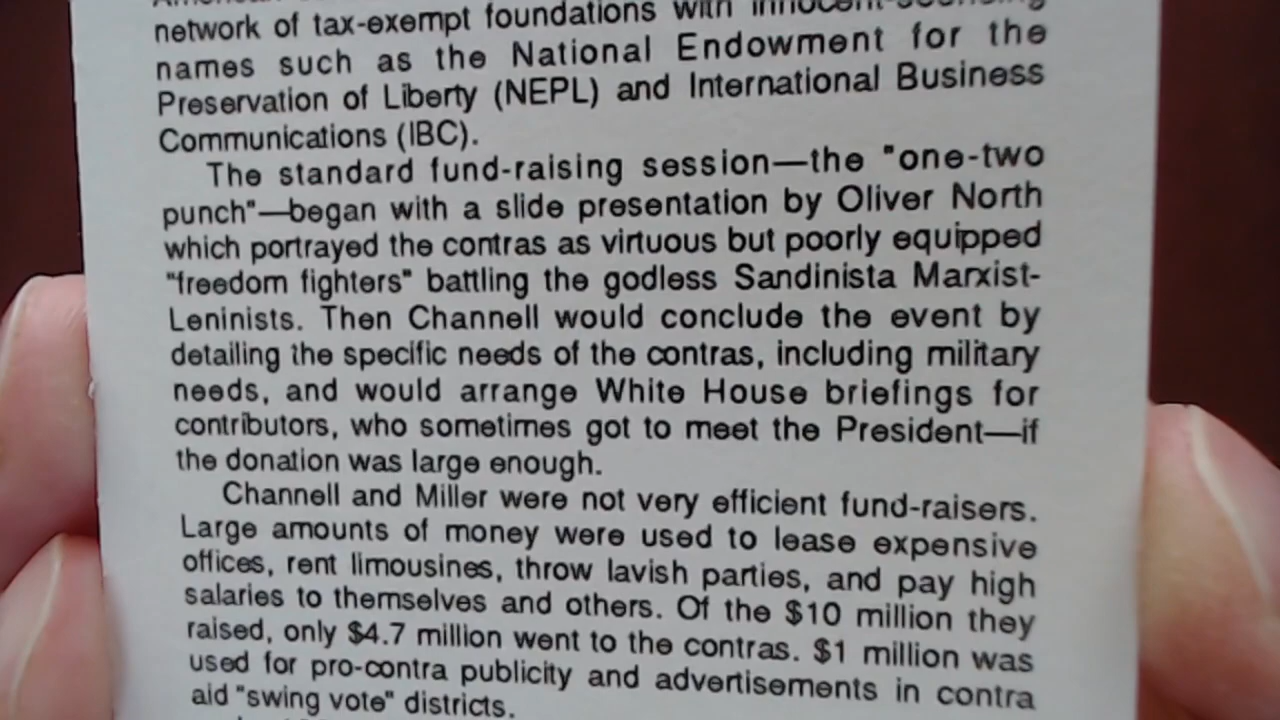 network of tax-exempt foundations with innocent-sounding
names such as the National Endowment for the
Preservation of Liberty (NEPL) and International Business
Communications (IBC).
The standard fund-raising session—the "one-two
punch"—began with a slide presentation by Oliver North
which portrayed the contras as virtuous but poorly equipped
"freedom fighters" battling the godless Sandinista Marxist-
Leninists. Then Channell would conclude the event by
detailing the specific needs of the contras, including military
needs, and would arrange White House briefings for
contributors, who sometimes got to meet the President—if
the donation was large enough.
Channell and Miller were not very efficient fund-raisers.
Large amounts of money were used to lease expensive
offices, rent limousines, throw lavish parties, and pay high
salaries to themselves and others. Of the $10 million they
raised, only $4.7 million went to the contras. $1 million was
used for pro-contra publicity and advertisements in contra
aid "swing vote" districts.